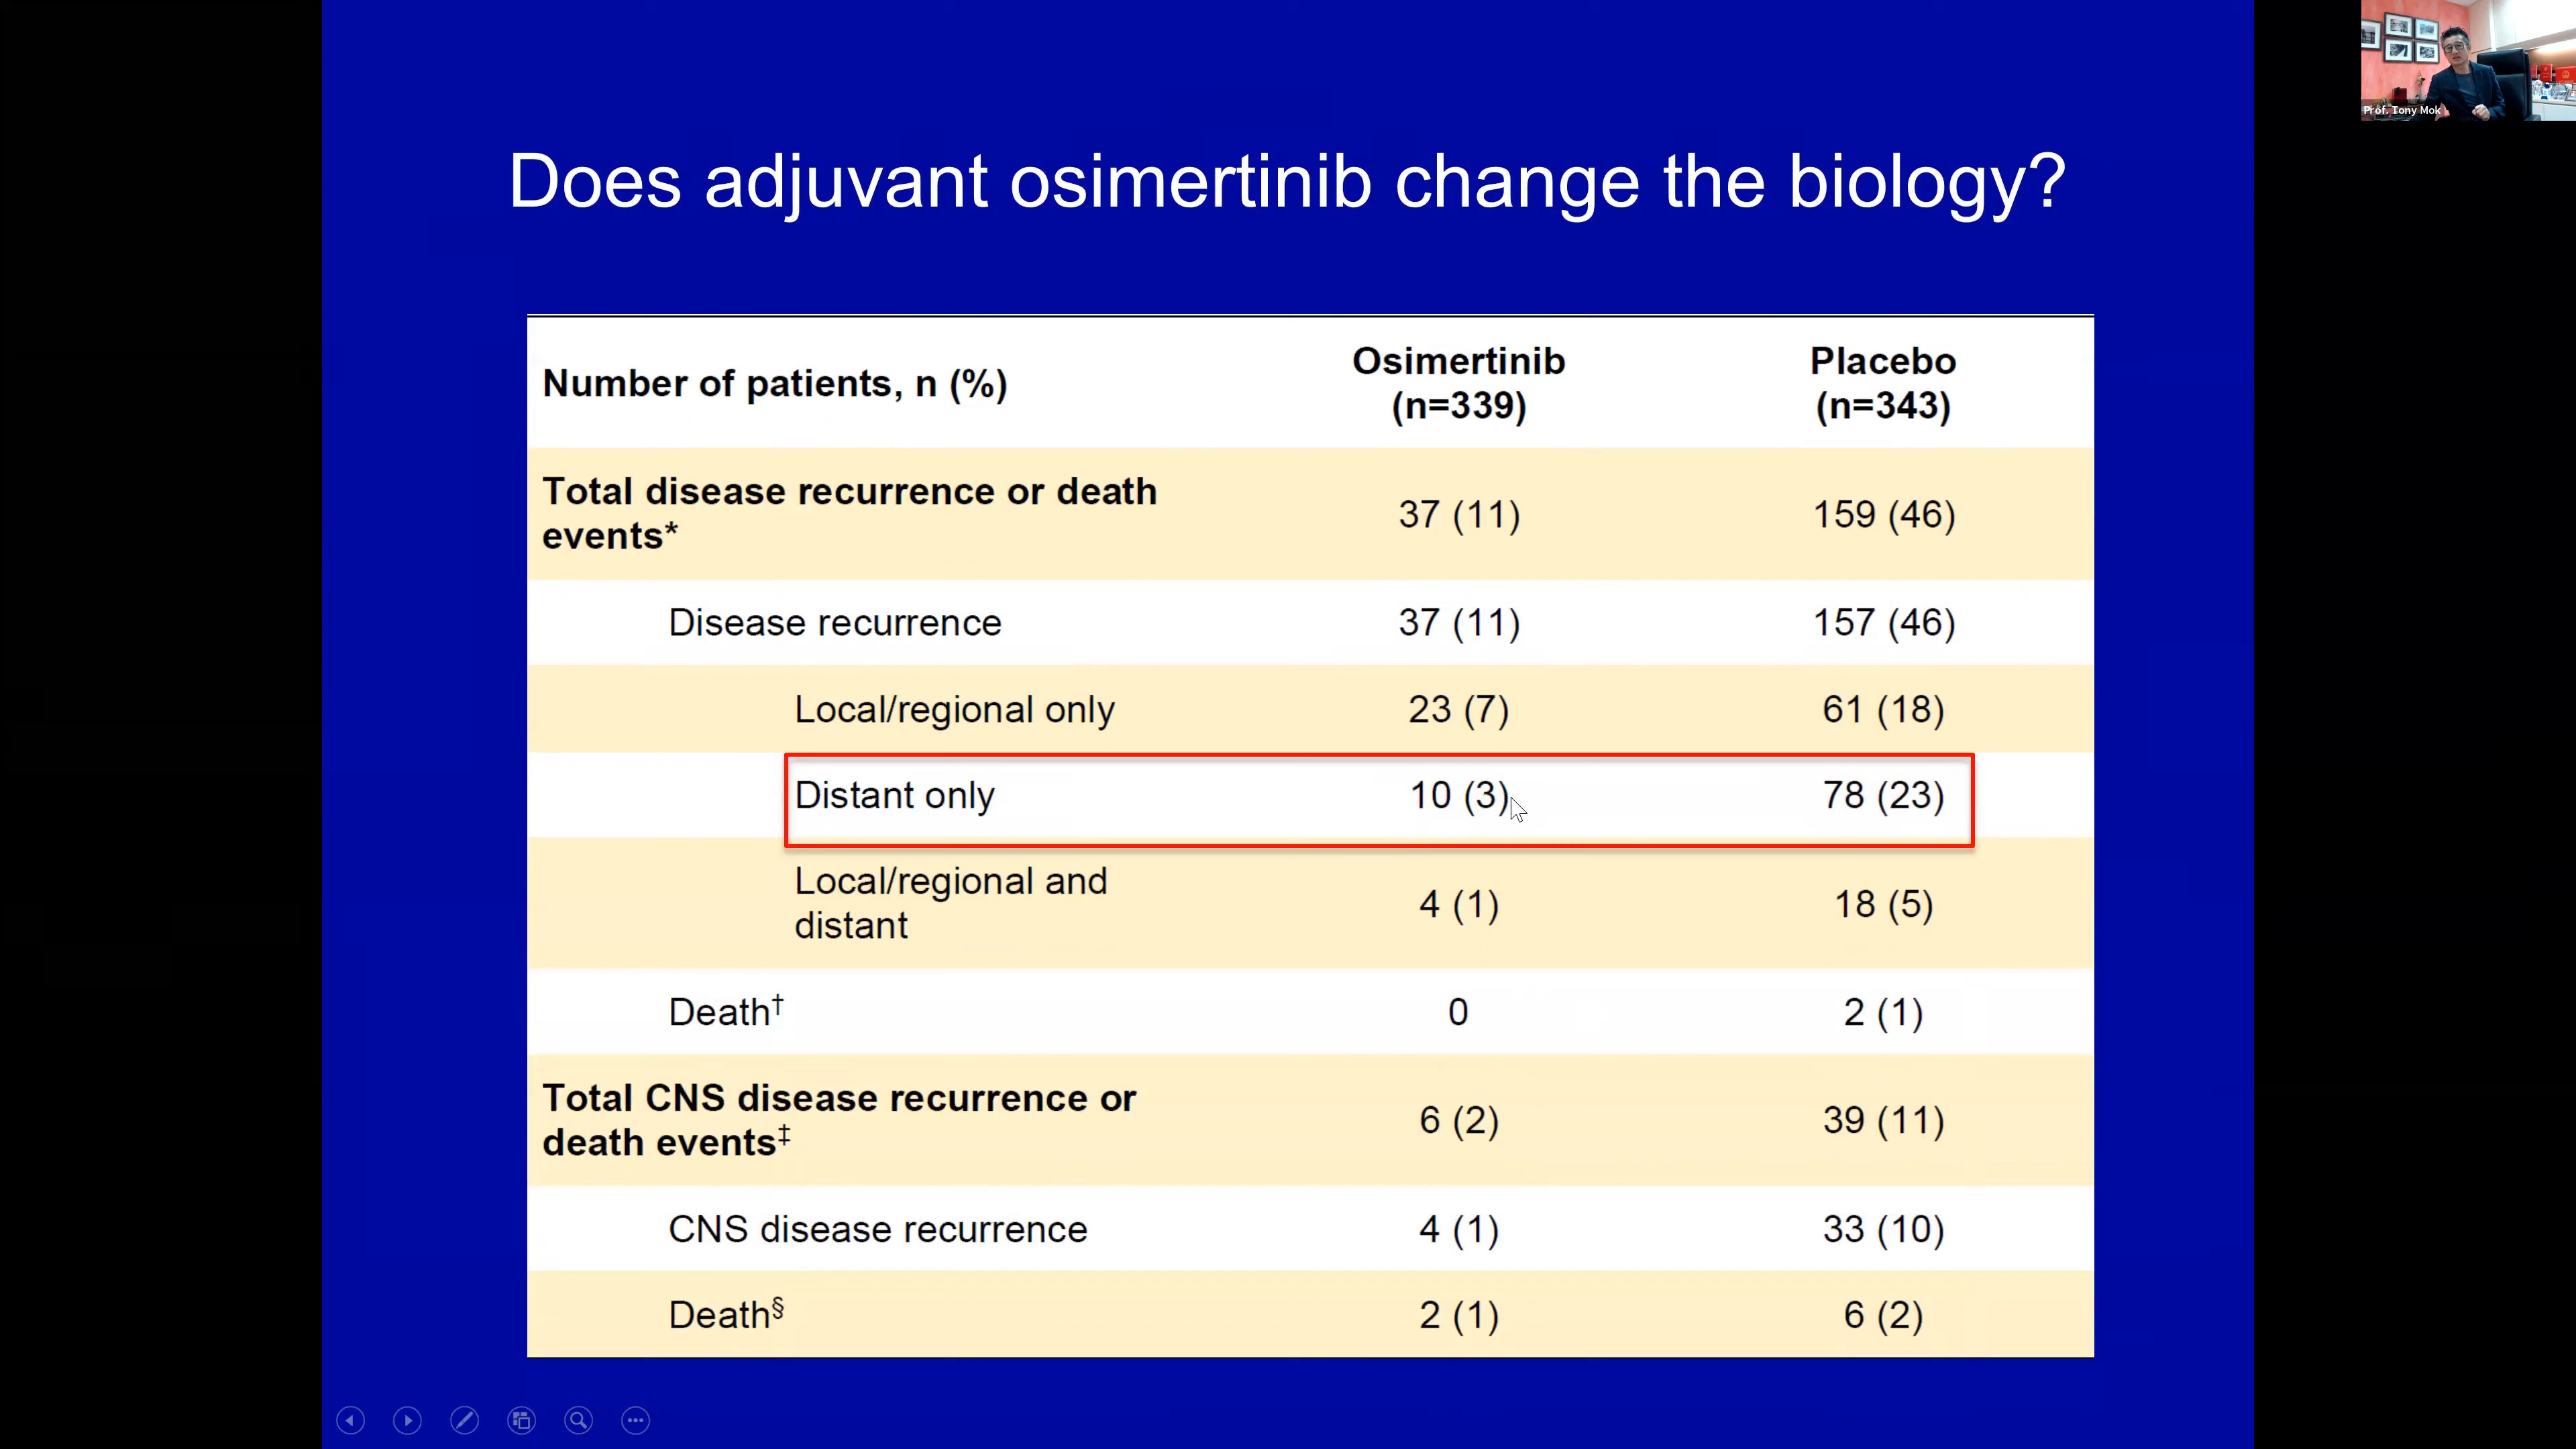 Prof. Tony Mok
Does adjuvant osimertinib change the biology?
Number of patients, n (%)
Osimertinib
(n=339)
Placebo
(n=343)
Total disease recurrence or death
events*
37 (11)
159 (46)
Disease recurrence
37 (11)
157 (46)
Local/regional only
23 (7)
61 (18)
Distant only
10 (3)
78 (23)
Local/regional and
distant
4 (1)
18 (5)
Death†
0
2 (1)
Total CNS disease recurrence or
death events‡
6 (2)
39 (11)
CNS disease recurrence
4 (1)
33 (10)
Death§
2 (1)
6 (2)